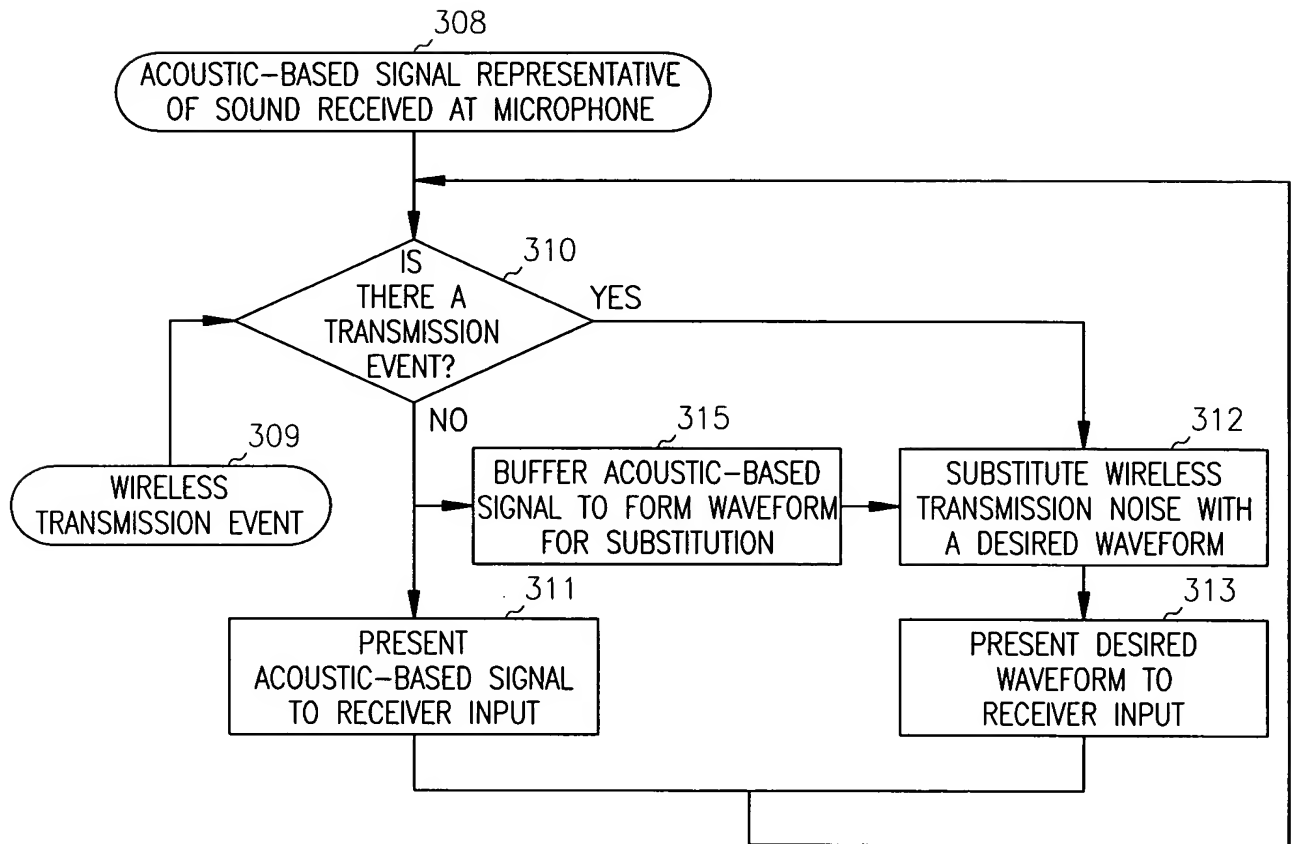 308
ACOUSTIC-BASED SIGNAL REPRESENTATIVE
OF SOUND RECEIVED AT MICROPHONE
310
IS
THERE A
TRANSMISSION
EVENT?
YES
NO
309
WIRELESS
TRANSMISSION EVENT
315
BUFFER ACOUSTIC-BASED
SIGNAL TO FORM WAVEFORM
FOR SUBSTITUTION
312
SUBSTITUTE WIRELESS
TRANSMISSION NOISE WITH
A DESIRED WAVEFORM
311
PRESENT
ACOUSTIC-BASED SIGNAL
TO RECEIVER INPUT
313
PRESENT DESIRED
WAVEFORM TO
RECEIVER INPUT